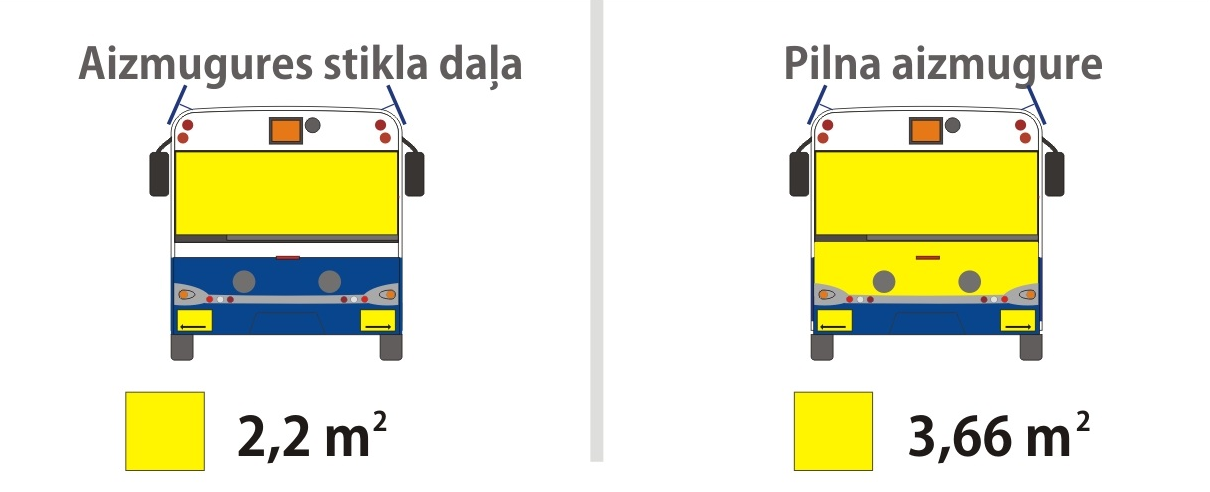 Aizmugures stikla daļa
2,2 m²
Pilna aizmugure
3,66 m²